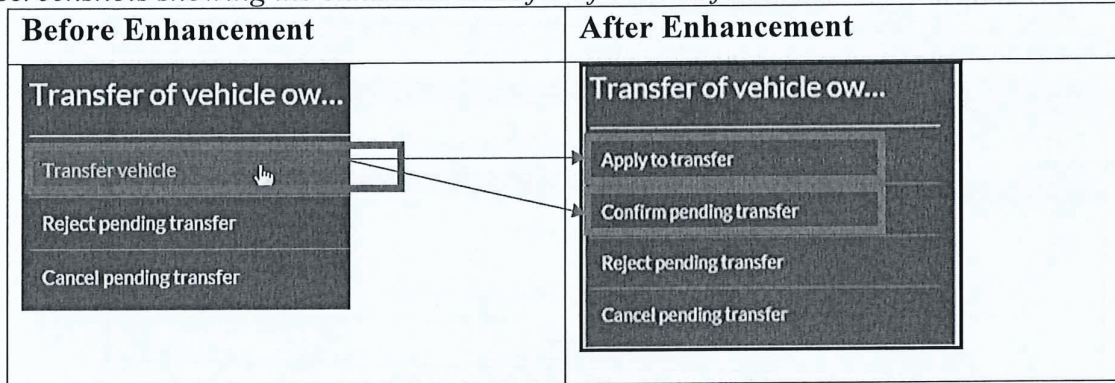 Before Enhancement
After Enhancement
Transfer of vehicle ow...
Transfer vehicle
Reject pending transfer
Cancel pending transfer
Transfer of vehicle ow...
Apply to transfer
Confirm pending transfer
Reject pending transfer
Cancel pending transfer